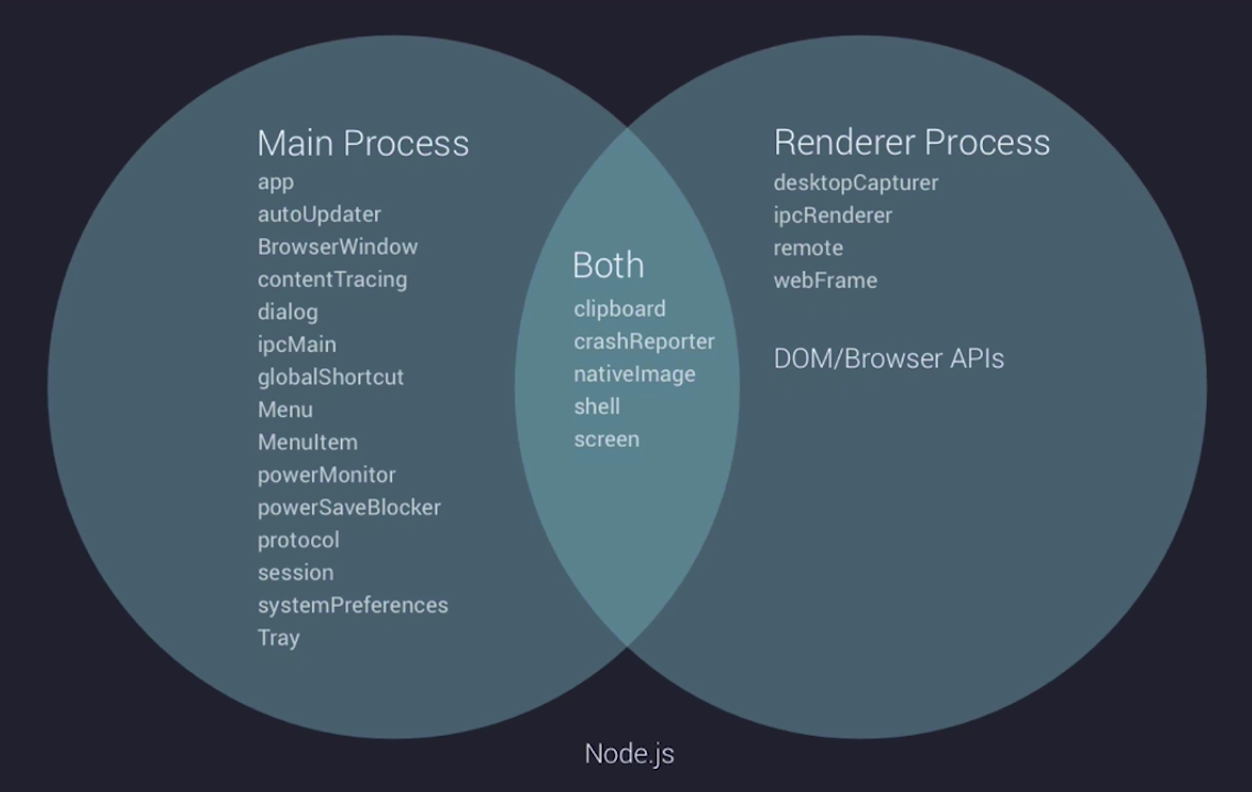 Main Process
app
autoUpdater
BrowserWindow
contentTracing
dialog
ipcMain
globalShortcut
Menu
MenuItem
powerMonitor
powerSaveBlocker
protocol
session
systemPreferences
Tray
Both
clipboard
crashReporter
nativeImage
shell
screen
Renderer Process
desktopCapturer
ipcRenderer
remote
webFrame
DOM/Browser APIs
Node.js